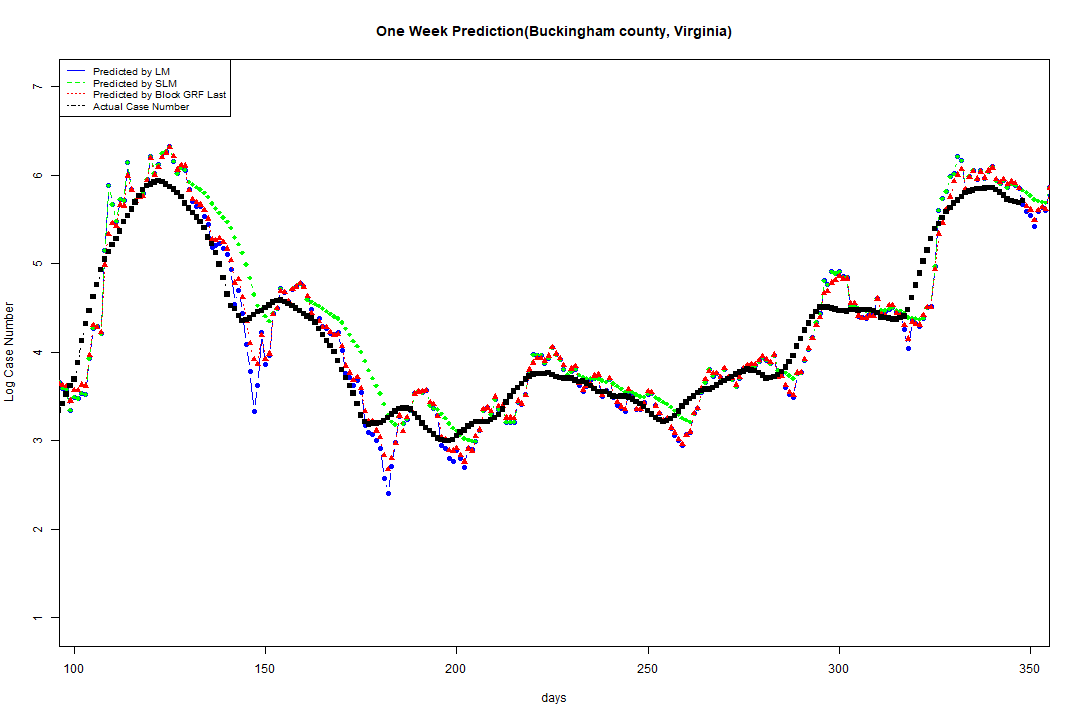 One Week Prediction(Buckingham county, Virginia)
Predicted by LM
Predicted by SLM
Predicted by Block GRF Last
Actual Case Number
7
6
5
4
3
2
1
Log Case Number
100 150 200 250 300 350
days